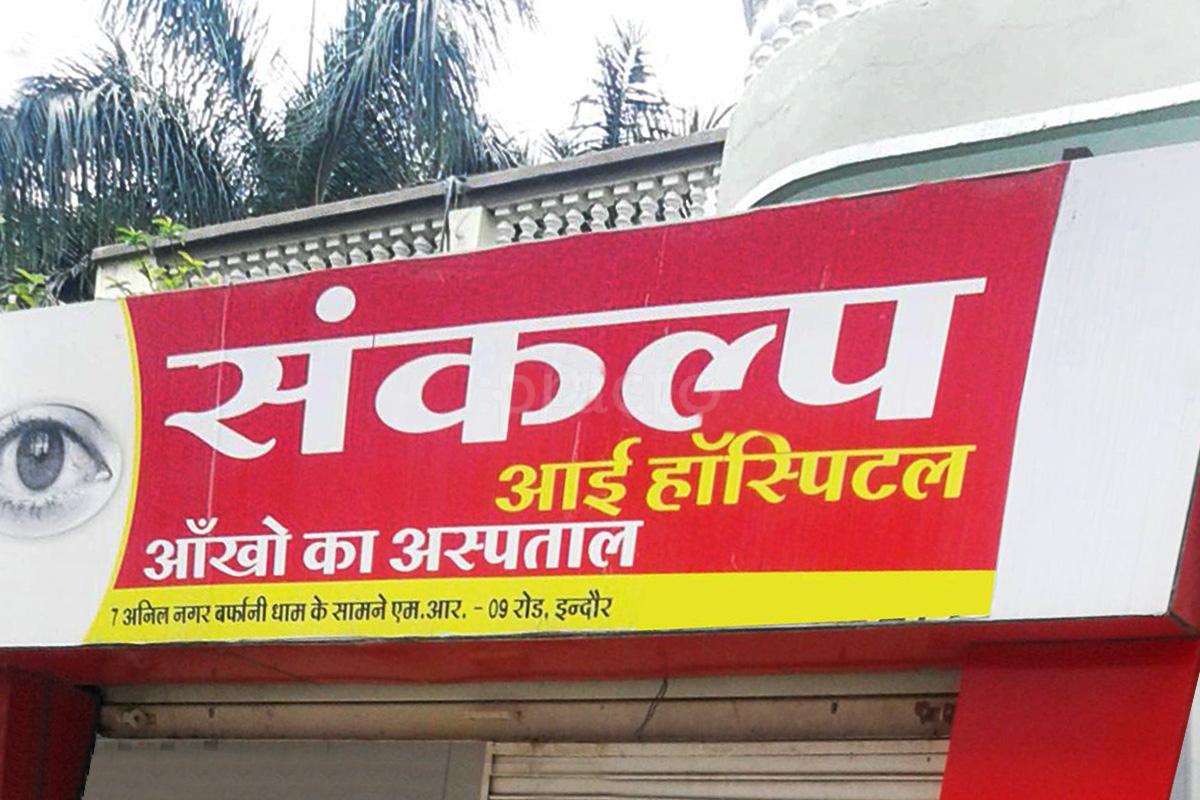 संकल्प
आई हॉस्पिटल
आँखो का अस्पताल
7 अनिल नगर बर्फानी धाम के सामने एम.आर. - 09 रोड, इन्दौर